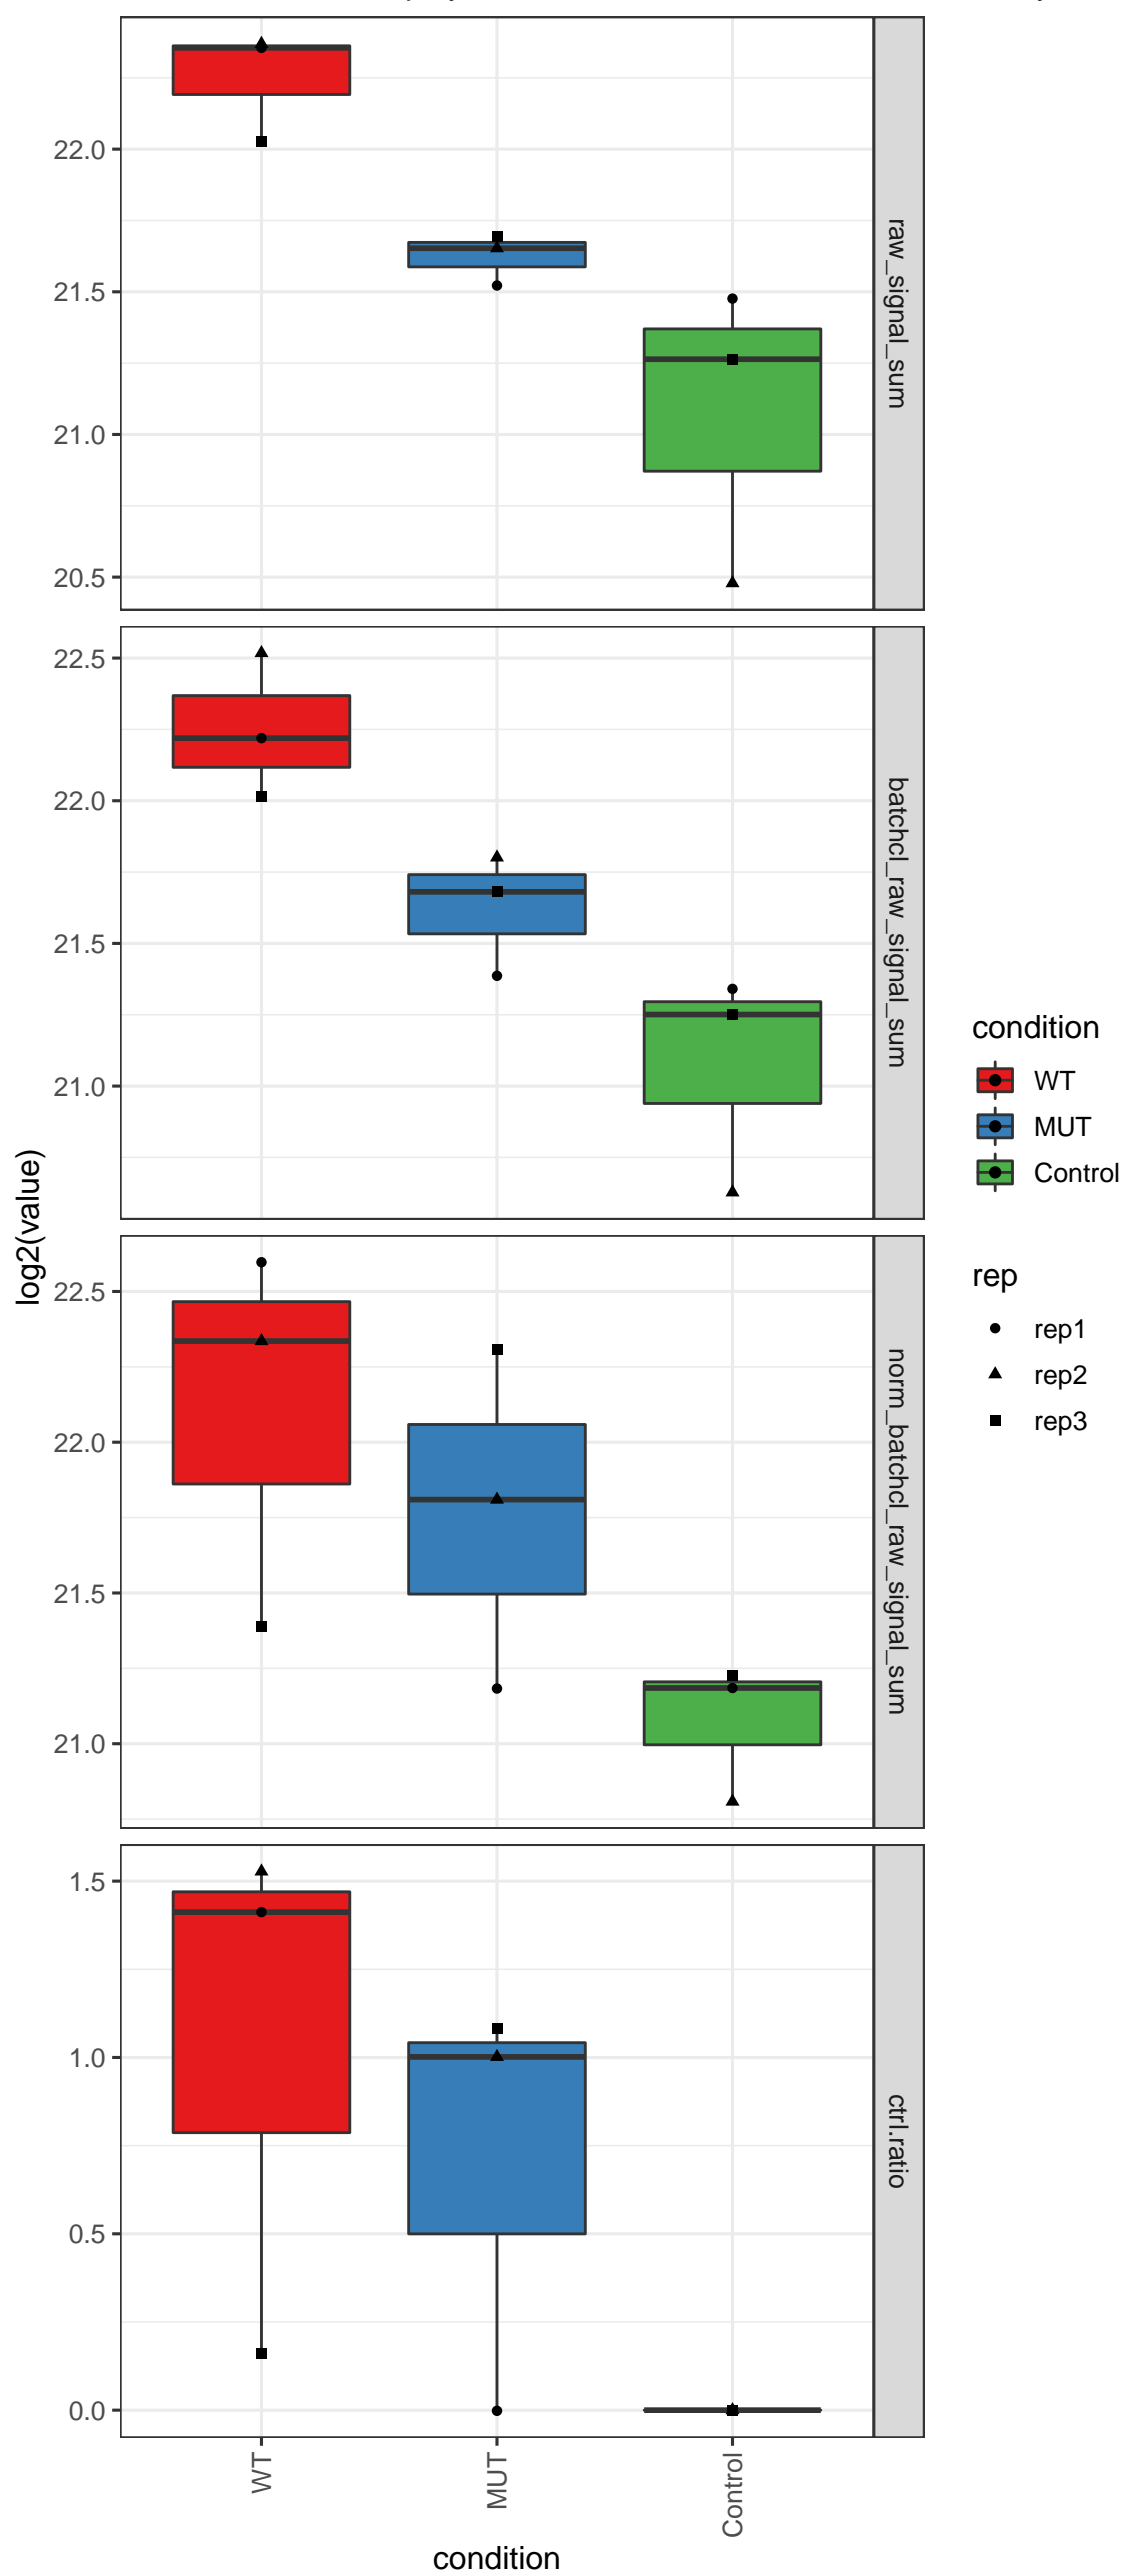 22.0
21.5
21.0
20.5
raw_signal_sum
22.5
22.0
21.5
21.0
batchcl_raw_signal_sum
22.5
22.0
21.5
21.0
norm_batchcl_raw_signal_sum
1.5
1.0
0.5
0.0
ctrl.ratio
log2(value)
WT
MUT
Control
condition
condition
WT
MUT
Control
rep
rep1
rep2
rep3